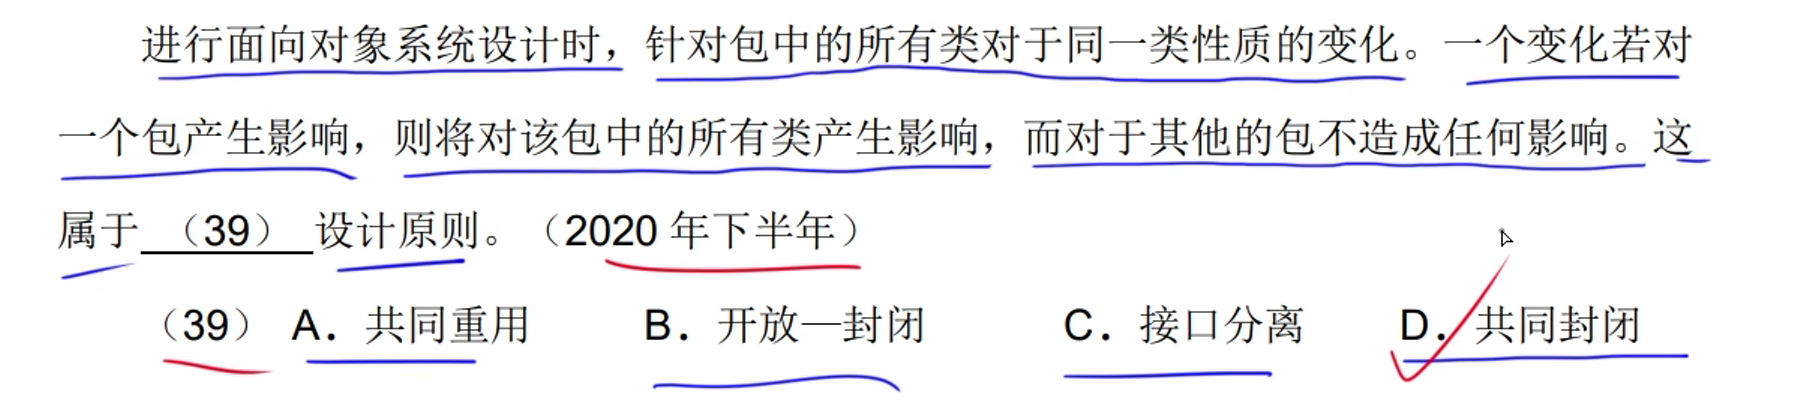 进行面向对象系统设计时，针对包中的所有类对于同一类性质的变化。一个变化若对
一个包产生影响，则将对该包中的所有类产生影响，而对于其他的包不造成任何影响。这
属于（39）设计原则。（2020 年下半年）
（39） A．共同重用 B．开放—封闭 C．接口分离 D．共同封闭